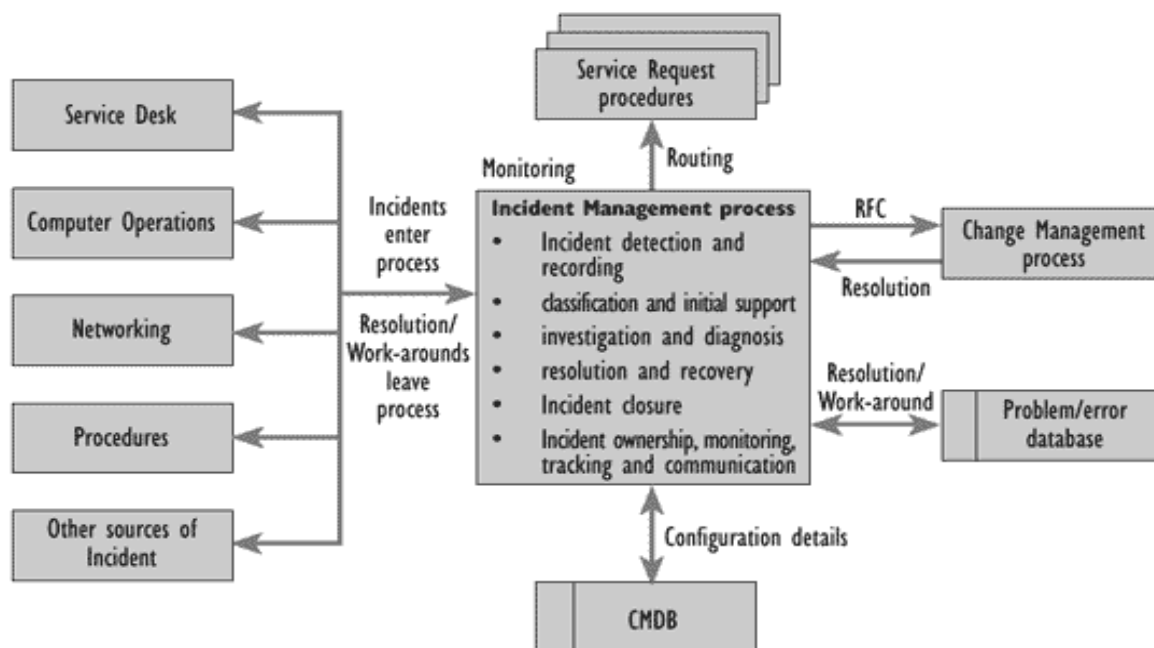 Service Request
procedures
Service Desk
Routing
Monitoring
Computer Operations
Incidents
enter
process
Incident Management process
• Incident detection and
recording
• classification and initial support
• investigation and diagnosis
• resolution and recovery
• Incident closure
• Incident ownership, monitoring,
tracking and communication
RFC
Change Management
process
Resolution
Networking
Resolution/
Work-arounds
leave
process
Resolution/
Work-around
Problem/error
database
Procedures
Other sources of
Incident
Configuration details
CMDB